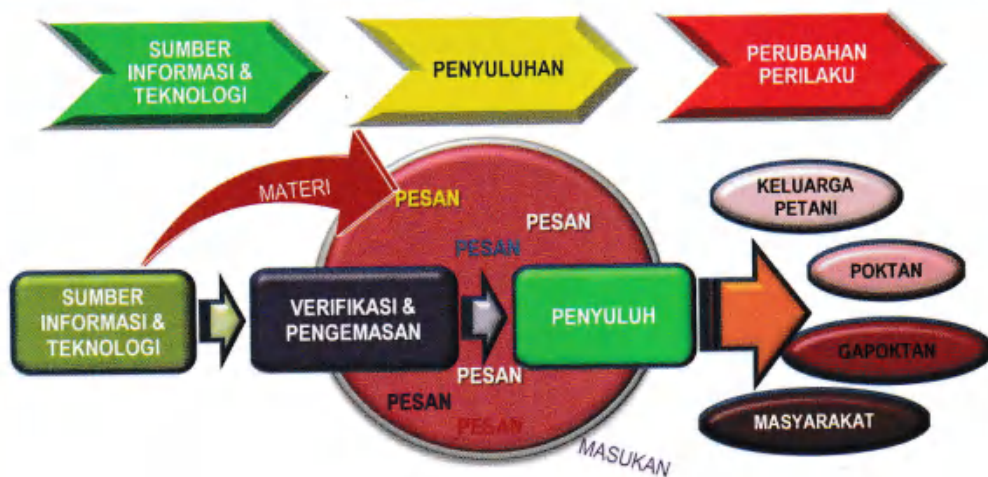 SUMBER
INFORMASI &
TEKNOLOGI
PENYULUHAN
PERUBAHAN
PERILAKU
MATERI
PESAN
PESAN
PESAN
KELUARGA
PETANI
POKTAN
SUMBER
INFORMASI &
TEKNOLOGI
VERIFIKASI &
PENGEMASAN
PENYULUH
GAPOKTAN
PESAN
PESAN
PESAN
MASYARAKAT
MASUKAN